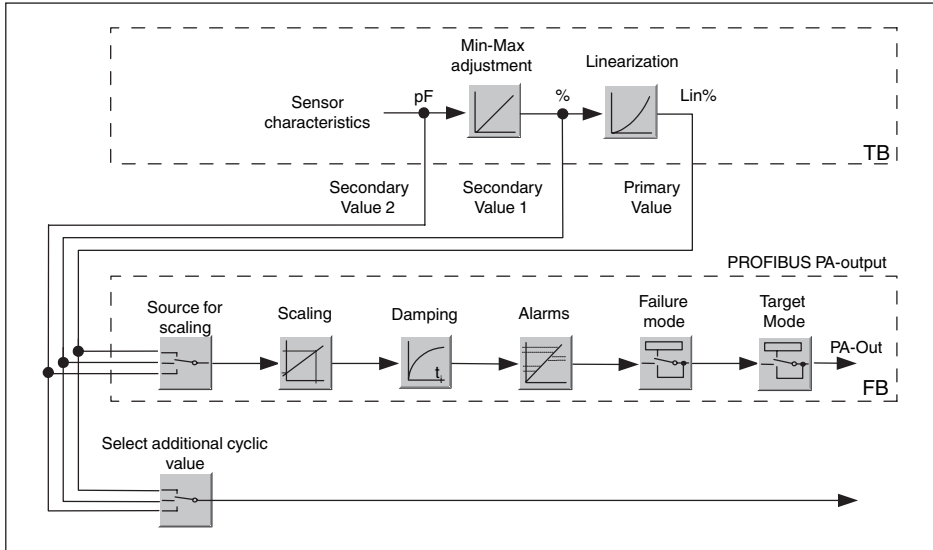 Min-Max
adjustment
Linearization
Sensor
characteristics
pF
%
Lin%
TB
Secondary
Value 2
Secondary
Value 1
Primary
Value
PROFIBUS PA-output
Source for
scaling
Scaling
Damping
Alarms
Failure
mode
Target
Mode
t
PA-Out
FB
Select additional cyclic
value